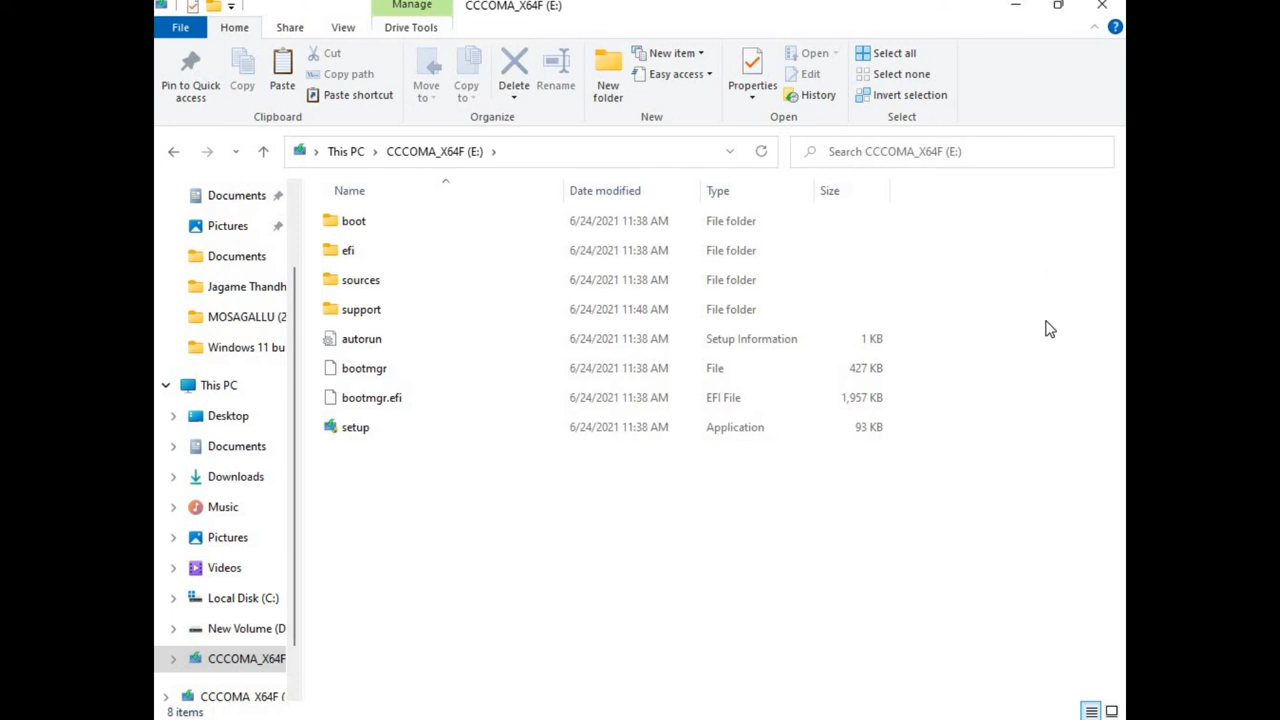 Manage CCCOMA_X64F (E:)
File Home Share View Drive Tools
Pin to Quick access
Copy
Paste
Cut
Copy path
Paste shortcut
Clipboard
Move to
Copy to
Delete
Rename
Organize
New folder
New item
Easy access
New
Properties
Open
Edit
History
Open
Select all
Select none
Invert selection
Select
This PC CCCOMA_X64F (E:)
Search CCCOMA_X64F (E:)
Documents
Pictures
Documents
Jagame Thandh
MOSAGALLU (2
Windows 11 bu
This PC
Desktop
Documents
Downloads
Music
Pictures
Videos
Local Disk (C:)
New Volume (D
CCCOMA_X64F
CCCOMA_X64F (
Name Date modified Type Size
boot 6/24/2021 11:38 AM File folder
efi 6/24/2021 11:38 AM File folder
sources 6/24/2021 11:38 AM File folder
support 6/24/2021 11:48 AM File folder
autorun 6/24/2021 11:38 AM Setup Information 1 KB
bootmgr 6/24/2021 11:38 AM File 427 KB
bootmgr.efi 6/24/2021 11:38 AM EFI File 1,957 KB
setup 6/24/2021 11:38 AM Application 93 KB
8 items